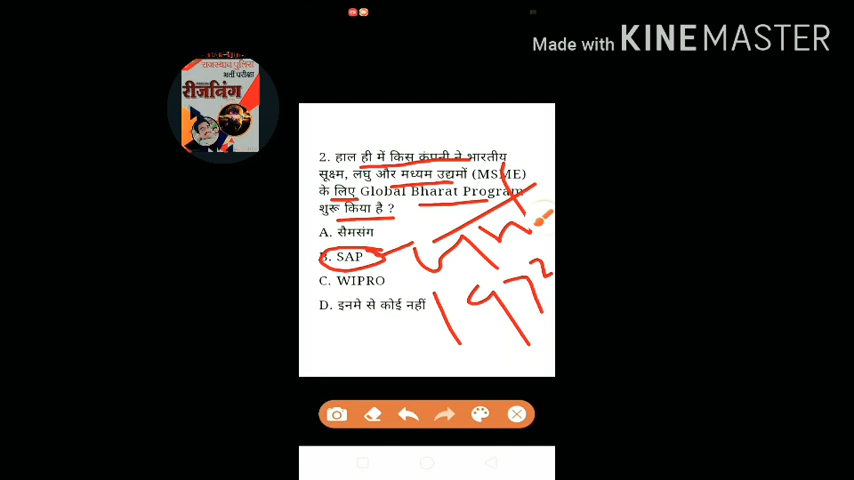 Made with KINEMASTER
राजस्थान पुलिस
भर्ती परीक्षा
रीजनिंग
2. हाल ही में किस कंपनी ने भारतीय
सूक्ष्म, लघु और मध्यम उद्यमों (MSME)
के लिए Global Bharat Program
शुरू किया है ?
A. सैमसंग
B. SAP
C. WIPRO
D. इनमे से कोई नहीं
1972